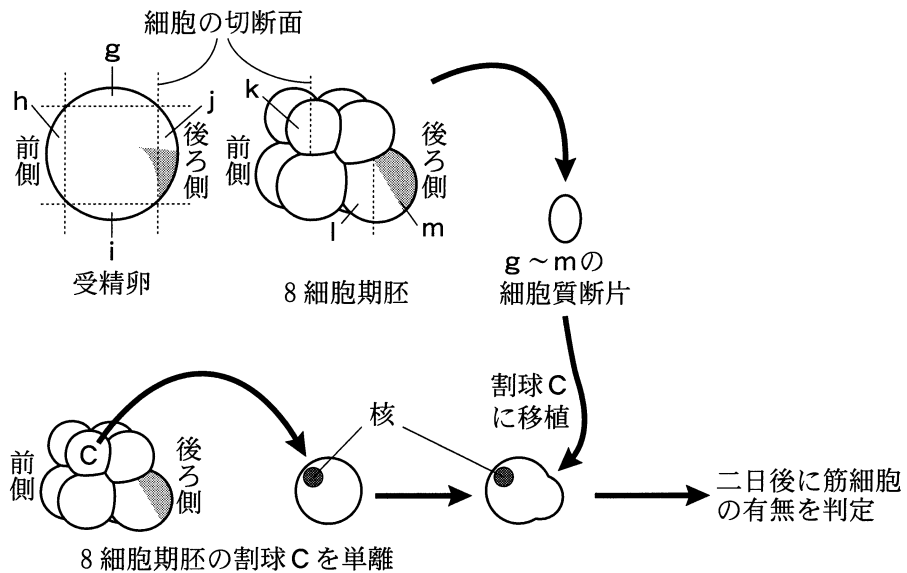 細胞の切断面
g
h
j
前側
後ろ側
i
受精卵
k
前側
後ろ側
l
m
8細胞期胚
g～mの
細胞質断片
割球C
に移植
核
前側
C
後ろ側
8細胞期胚の割球Cを単離
二日後に筋細胞
の有無を判定